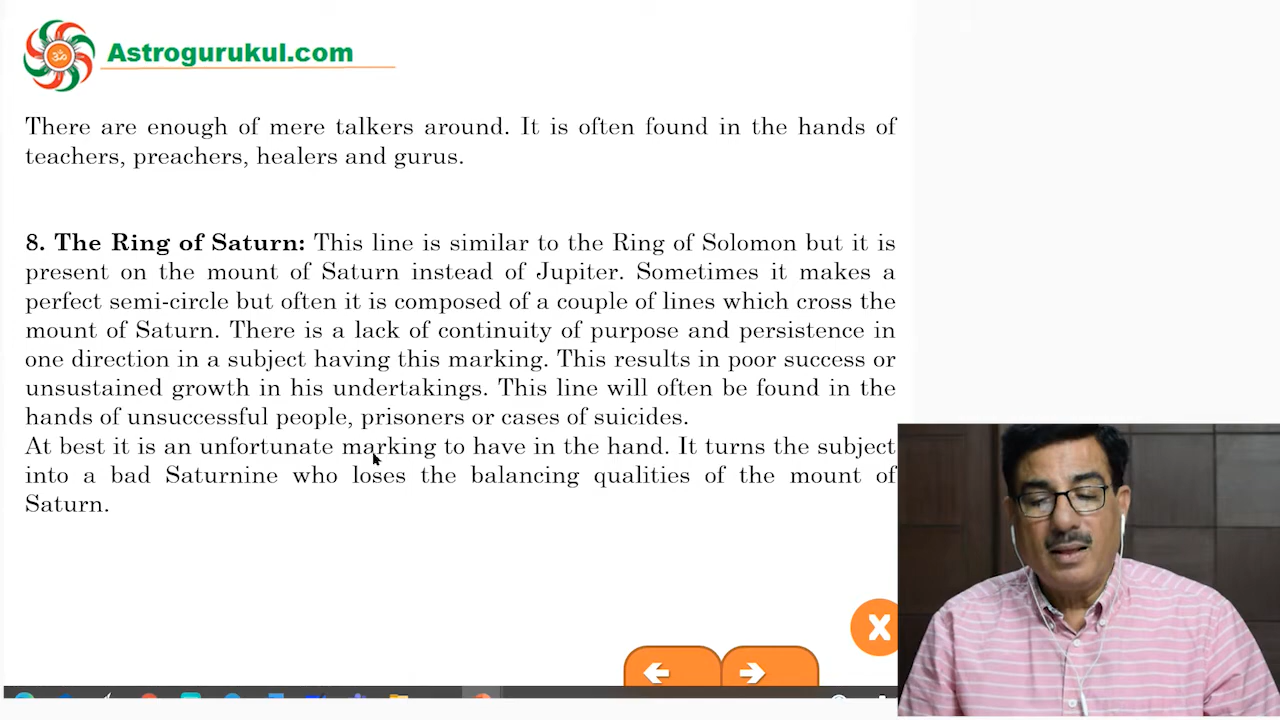 Astrogurukul.com
There are enough of mere talkers around. It is often found in the hands of
teachers, preachers, healers and gurus.
8. The Ring of Saturn: This line is similar to the Ring of Solomon but it is
present on the mount of Saturn instead of Jupiter. Sometimes it makes a
perfect semi-circle but often it is composed of a couple of lines which cross the
mount of Saturn. There is a lack of continuity of purpose and persistence in
one direction in a subject having this marking. This results in poor success or
unsustained growth in his undertakings. This line will often be found in the
hands of unsuccessful people, prisoners or cases of suicides.
At best it is an unfortunate marking to have in the hand. It turns the subject
into a bad Saturnine who loses the balancing qualities of the mount of
Saturn.
X